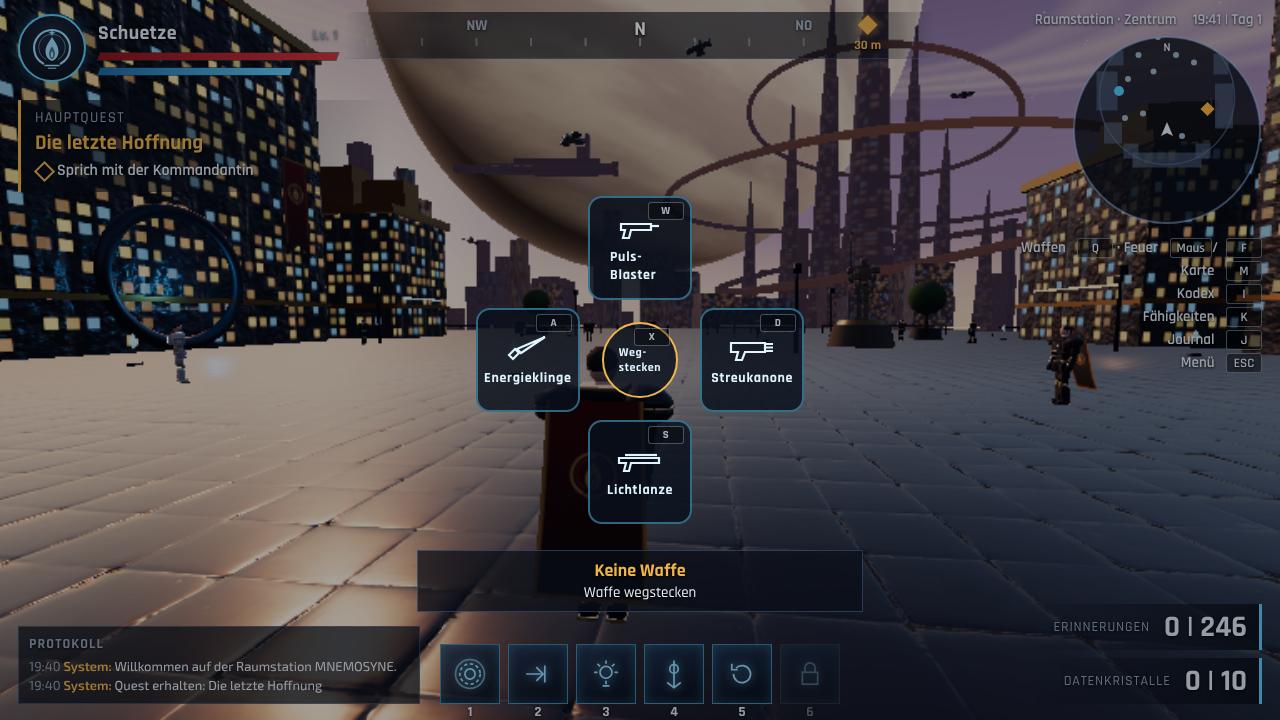 Schuetze
Lv. 1
NW
N
NO
30 m
Raumstation · Zentrum 19:41 | Tag 1
N
HAUPTQUEST
Die letzte Hoffnung
Sprich mit der Kommandantin
Waffen Q · Feuer Maus / F
Karte M
Kodex I
Fähigkeiten K
Journal J
Menü ESC
W
Puls-
Blaster
A
Energieklinge
X
Weg-
stecken
D
Streukanone
S
Lichtlanze
Keine Waffe
Waffe wegstecken
PROTOKOLL
19:40 System: Willkommen auf der Raumstation MNEMOSYNE.
19:40 System: Quest erhalten: Die letzte Hoffnung
1 2 3 4 5 6
ERINNERUNGEN 0 | 246
DATENKRISTALLE 0 | 10